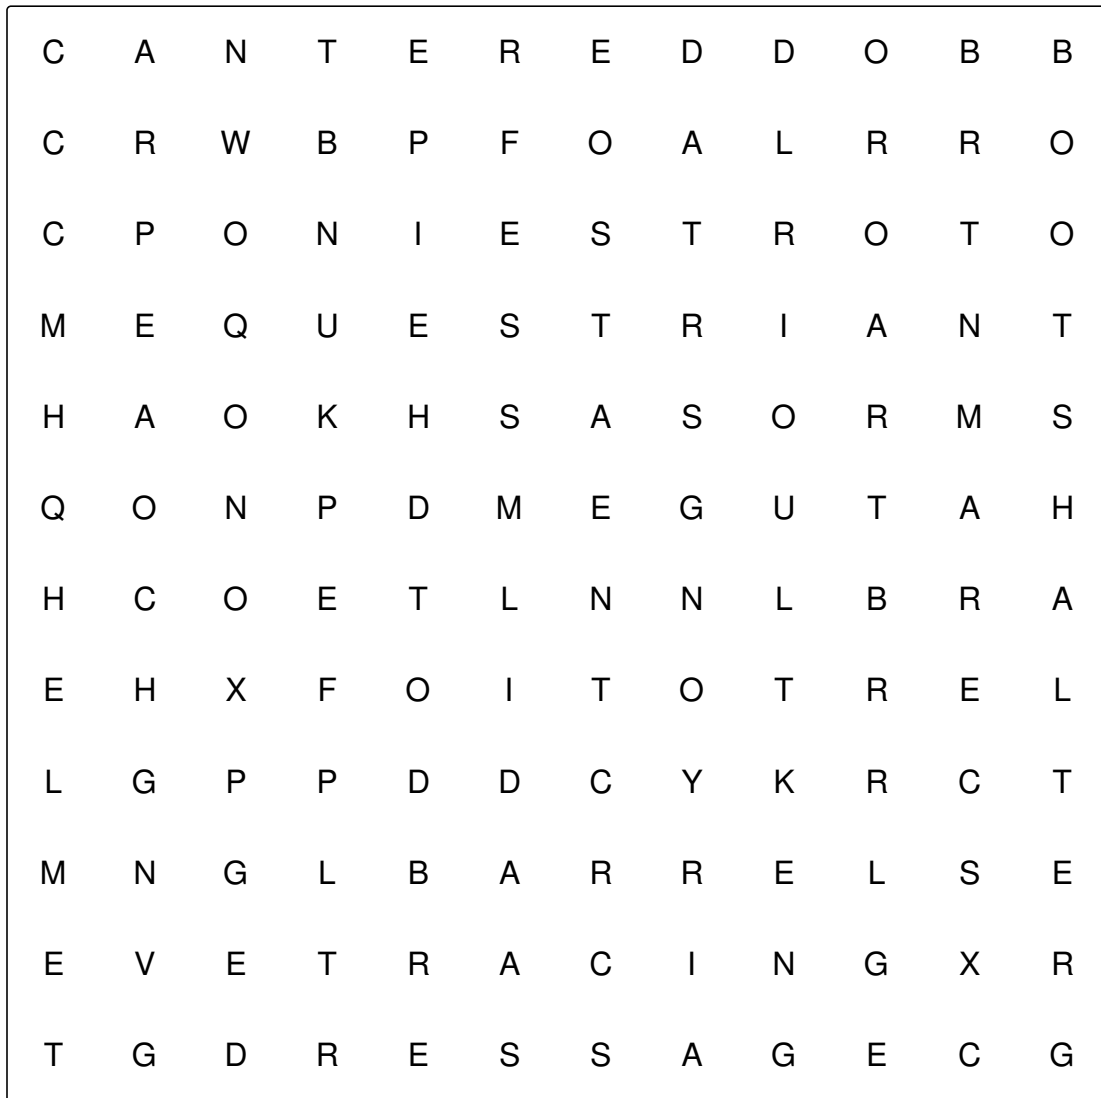 C A N T E R E D D O B B
C R W B P F O A L R R O
C P O N I E S T R O T O
M E Q U E S T R I A N T
H A O K H S A S O R M S
Q O N P D M E G U T A H
H C O E T L N N L B R A
E H X F O I T O T R E L
L G P P D D C Y K R C T
M N G L B A R R E L S E
E V E T R A C I N G X R
T G D R E S S A G E C G